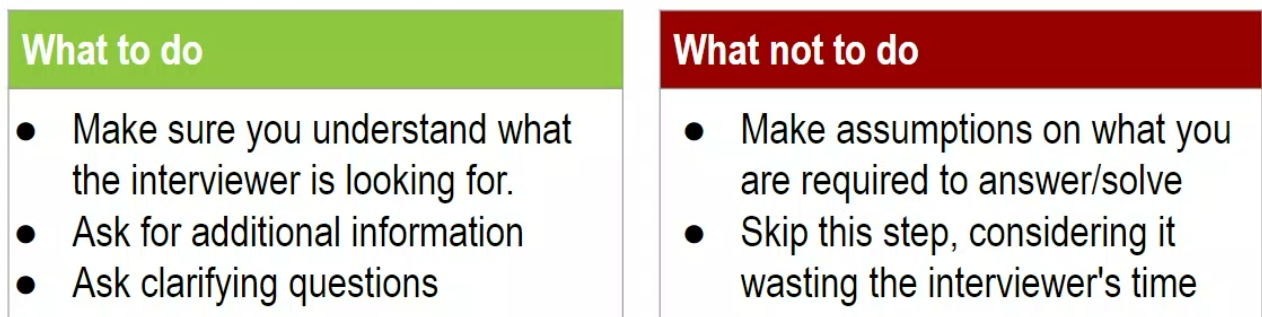 What to do
● Make sure you understand what
the interviewer is looking for.
● Ask for additional information
● Ask clarifying questions
What not to do
● Make assumptions on what you
are required to answer/solve
● Skip this step, considering it
wasting the interviewer's time